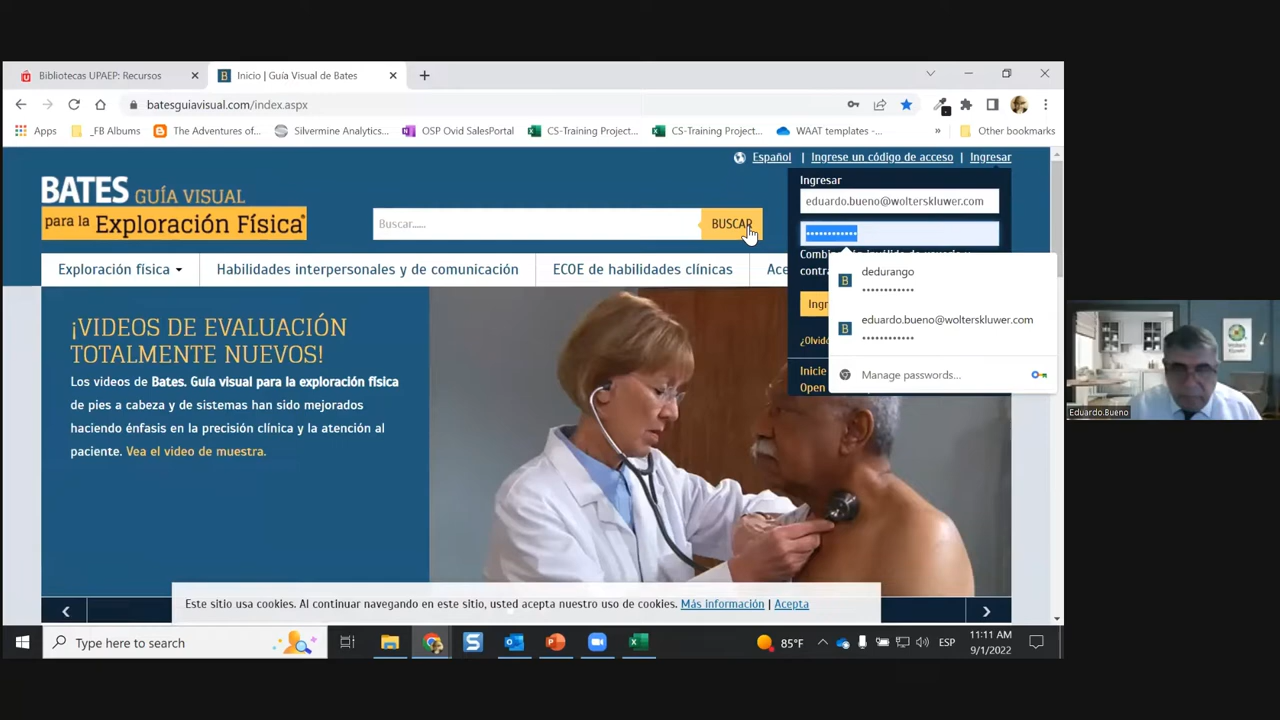 Bibliotecas UPAEP: Recursos
Inicio | Guía Visual de Bates
batesguiavisual.com/index.aspx
Apps
_FB Albums
The Adventures of...
Silvermine Analytics...
OSP Ovid SalesPortal
CS-Training Project...
CS-Training Project...
WAAT templates -...
»
Other bookmarks
Español | Ingrese un código de acceso | Ingresar
BATES GUÍA VISUAL
para la Exploración Física
Buscar......
BUSCAR
Ingresar
eduardo.bueno@wolterskluwer.com
Exploración física
Habilidades interpersonales y de comunicación
ECOE de habilidades clínicas
dedurango
eduardo.bueno@wolterskluwer.com
Manage passwords...
Inicie
Open
¡VIDEOS DE EVALUACIÓN
TOTALMENTE NUEVOS!
Los videos de Bates. Guía visual para la exploración física
de pies a cabeza y de sistemas han sido mejorados
haciendo énfasis en la precisión clínica y la atención al
paciente. Vea el video de muestra.
Eduardo.Bueno
Este sitio usa cookies. Al continuar navegando en este sitio, usted acepta nuestro uso de cookies. Más información | Acepta
Type here to search
85°F
ESP
11:11 AM
9/1/2022